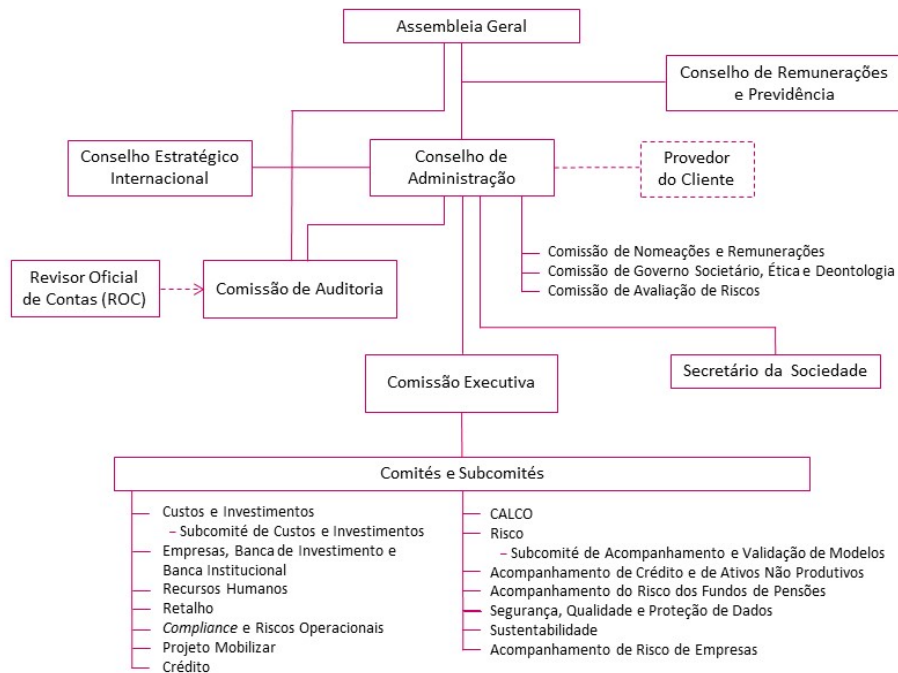 Assembleia Geral
Conselho de Remunerações
e Previdência
Conselho Estratégico
Internacional
Conselho de
Administração
Provedor
do Cliente
Comissão de Nomeações e Remunerações
Comissão de Governo Societário, Ética e Deontologia
Comissão de Avaliação de Riscos
Revisor Oficial
de Contas (ROC)
Comissão de Auditoria
Comissão Executiva
Secretário da Sociedade
Comités e Subcomités
Custos e Investimentos
– Subcomité de Custos e Investimentos
Empresas, Banca de Investimento e
Banca Institucional
Recursos Humanos
Retalho
Compliance e Riscos Operacionais
Projeto Mobilizar
Crédito
CALCO
Risco
– Subcomité de Acompanhamento e Validação de Modelos
Acompanhamento de Crédito e de Ativos Não Produtivos
Acompanhamento do Risco dos Fundos de Pensões
Segurança, Qualidade e Proteção de Dados
Sustentabilidade
Acompanhamento de Risco de Empresas